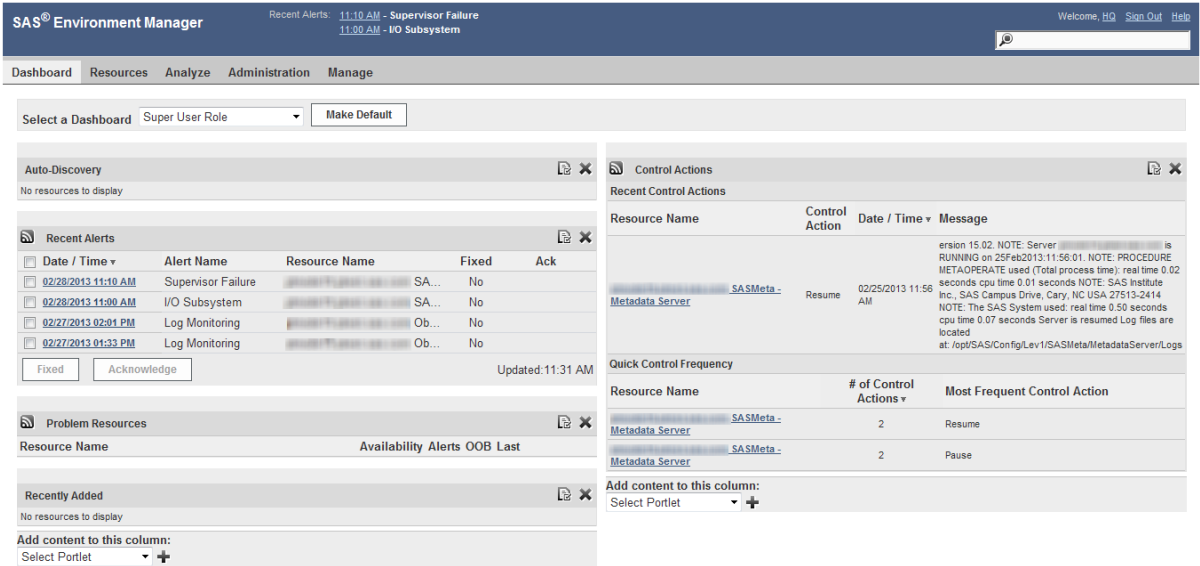 SAS® Environment Manager
Recent Alerts: 11:10 AM - Supervisor Failure
11:00 AM - I/O Subsystem
Welcome, HQ Sign Out Help
Dashboard Resources Analyze Administration Manage
Select a Dashboard Super User Role Make Default
Auto-Discovery
No resources to display
Recent Alerts
Date / Time Alert Name Resource Name Fixed Ack
02/28/2013 11:10 AM Supervisor Failure SA... No
02/28/2013 11:00 AM I/O Subsystem SA... No
02/27/2013 02:01 PM Log Monitoring Ob... No
02/27/2013 01:33 PM Log Monitoring Ob... No
Fixed Acknowledge Updated:11:31 AM
Problem Resources
Resource Name Availability Alerts OOB Last
Recently Added
No resources to display
Add content to this column:
Select Portlet
Control Actions
Recent Control Actions
Resource Name Control Action Date / Time Message
SASMeta -
Metadata Server
Resume
02/25/2013 11:56
AM
ersion 15.02. NOTE: Server is
RUNNING on 25Feb2013:11:56:01. NOTE: PROCEDURE
METAOPERATE used (Total process time): real time 0.02
seconds cpu time 0.01 seconds NOTE: SAS Institute
Inc., SAS Campus Drive, Cary, NC USA 27513-2414
NOTE: The SAS System used: real time 0.50 seconds
cpu time 0.07 seconds Server is resumed Log files are
located
at: /opt/SAS/Config/Lev1/SASMeta/MetadataServer/Logs
Quick Control Frequency
Resource Name # of Control Actions Most Frequent Control Action
SASMeta -
Metadata Server 2 Resume
SASMeta -
Metadata Server 2 Pause
Add content to this column:
Select Portlet